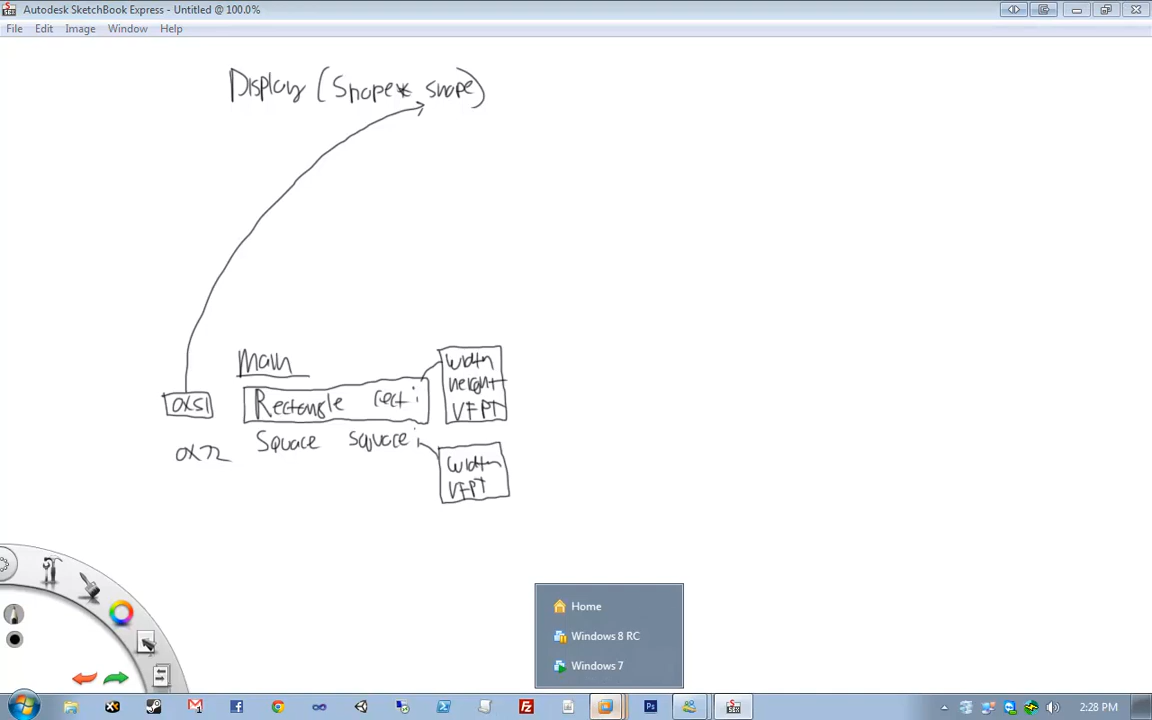 Autodesk SketchBook Express - Untitled @ 100.0%
File Edit Image Window Help
Display (Shape* shape)
Main
width
height
VFPT
0x51
Rectangle rect;
0x72
Square square;
width
VFPT
Home
Windows 8 RC
Windows 7
2:28 PM